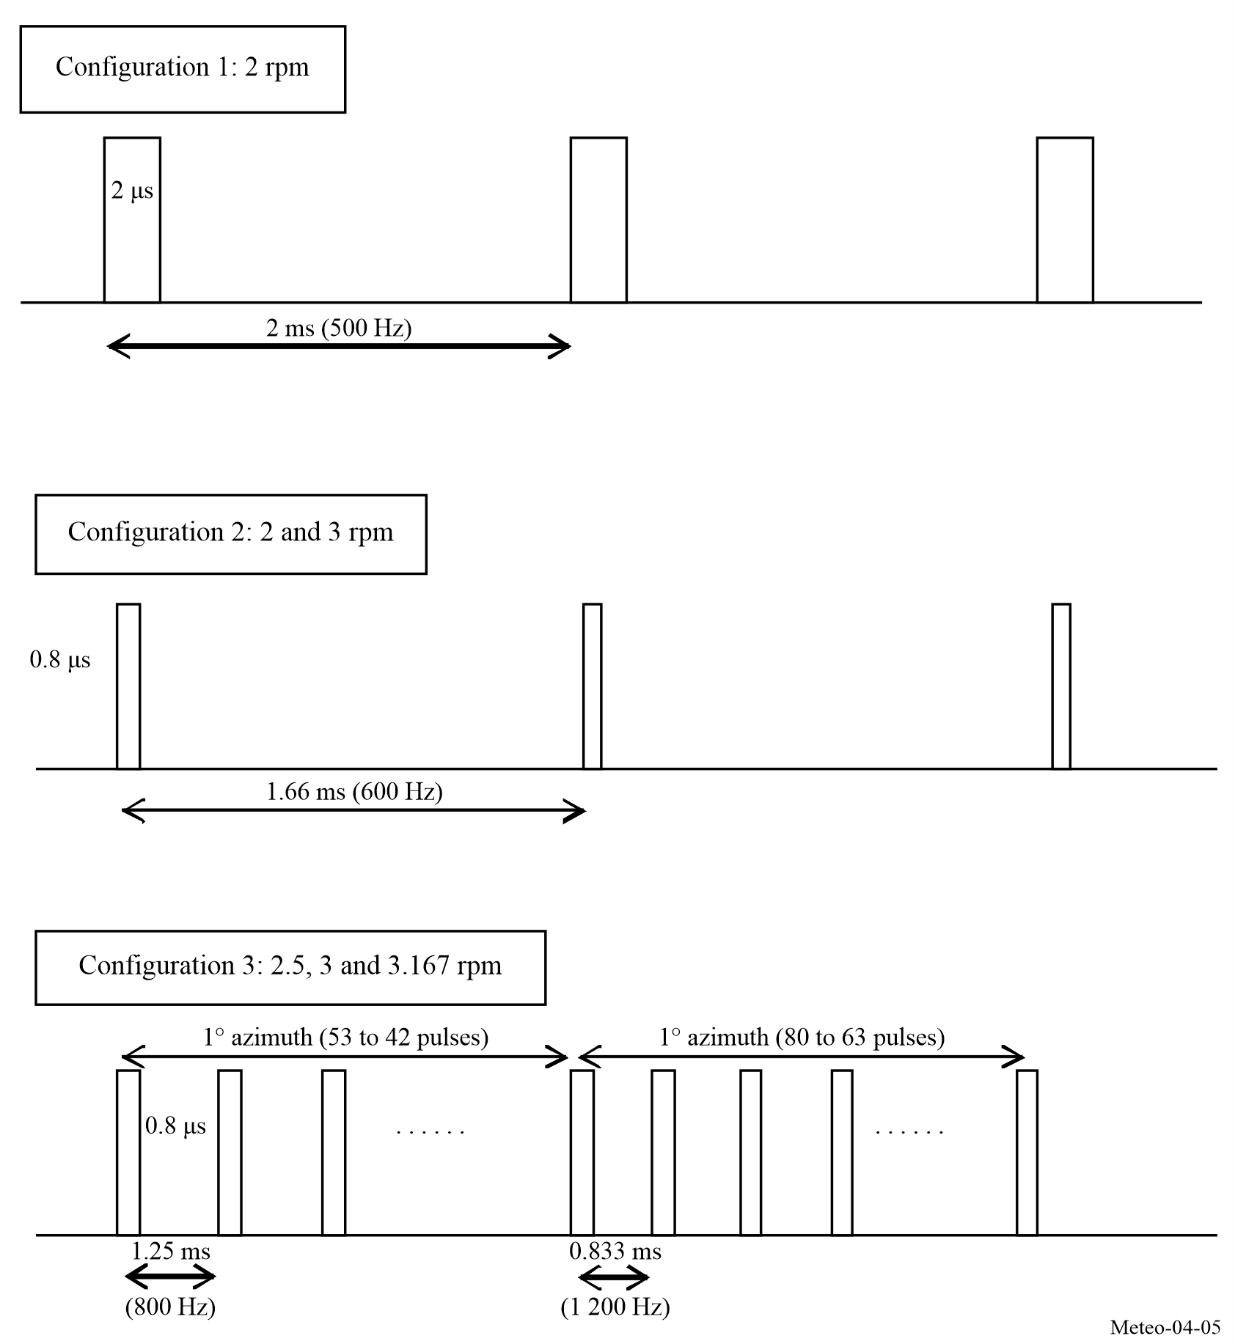 Configuration 1: 2 rpm
2 μs
2 ms (500 Hz)
Configuration 2: 2 and 3 rpm
0.8 μs
1.66 ms (600 Hz)
Configuration 3: 2.5, 3 and 3.167 rpm
1° azimuth (53 to 42 pulses)
1° azimuth (80 to 63 pulses)
0.8 μs
. . . . . .
. . . . . .
1.25 ms
0.833 ms
(800 Hz)
(1 200 Hz)
Meteo-04-05